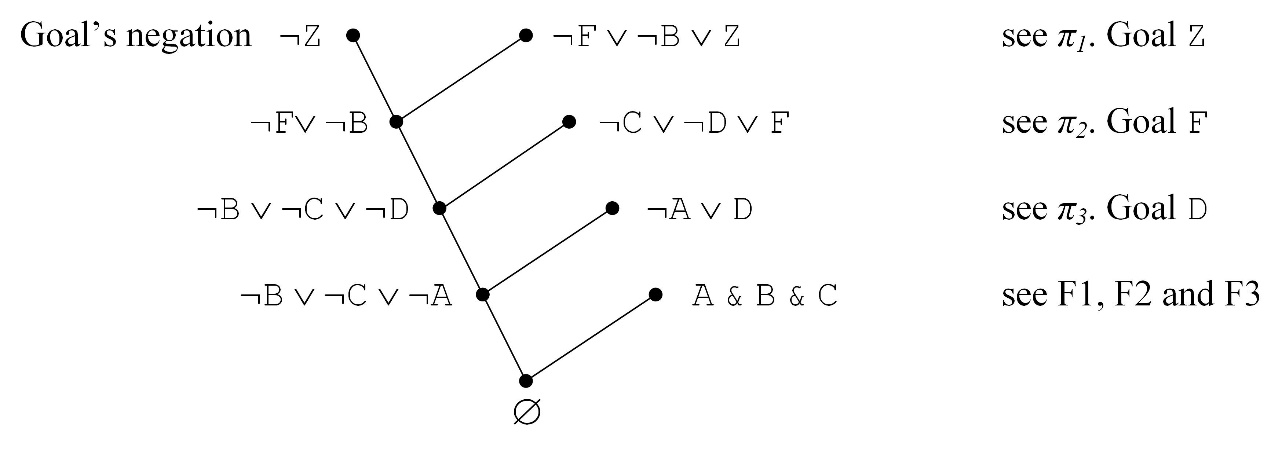 Goal's negation ¬Z ¬F ∨ ¬B ∨ Z see π1. Goal Z
¬F∨ ¬B ¬C ∨ ¬D ∨ F see π2. Goal F
¬B ∨ ¬C ∨ ¬D ¬A ∨ D see π3. Goal D
¬B ∨ ¬C ∨ ¬A A & B & C see F1, F2 and F3
∅